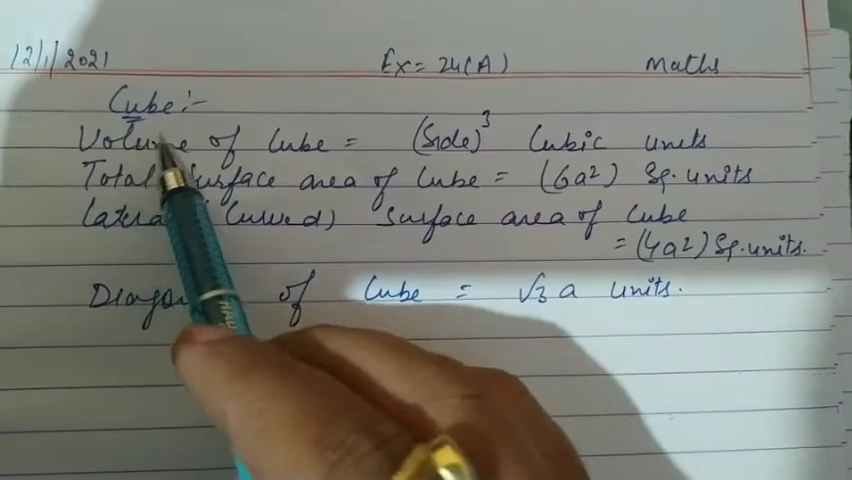 12/1/2021 Ex = 24(A) Maths
Cube :-
Volume of Cube = (Side)³ Cubic units
Total Surface area of Cube = (6a²) Sq. units
Lateral (Curved) Surface area of Cube
= (4a²) Sq. units.
of Cube = √3 a units.